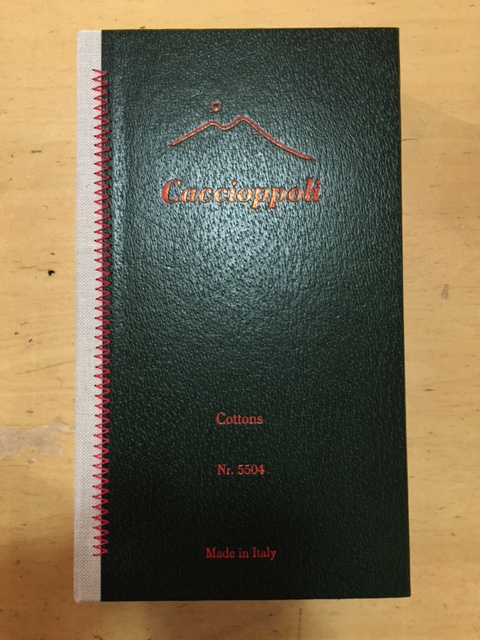 Caccioppoli
Cottons
Nr. 5504
Made in Italy